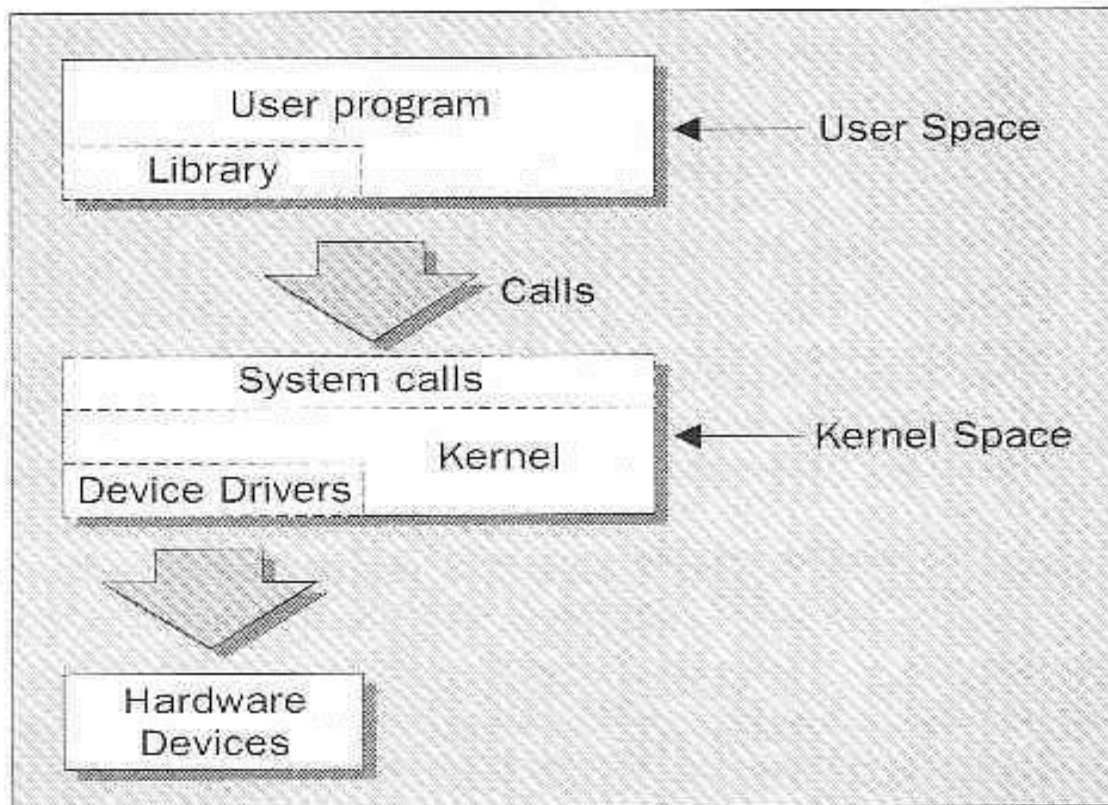 User program
Library
User Space
Calls
System calls
Kernel
Device Drivers
Kernel Space
Hardware
Devices